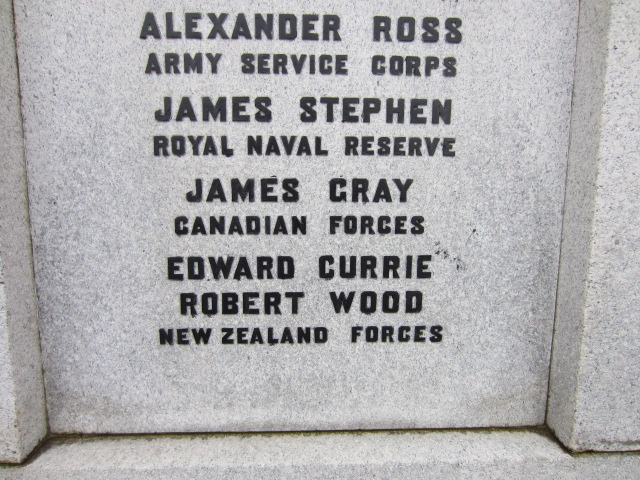 ALEXANDER ROSS
ARMY SERVICE CORPS
JAMES STEPHEN
ROYAL NAVAL RESERVE
JAMES GRAY
CANADIAN FORCES
EDWARD CURRIE
ROBERT WOOD
NEW ZEALAND FORCES